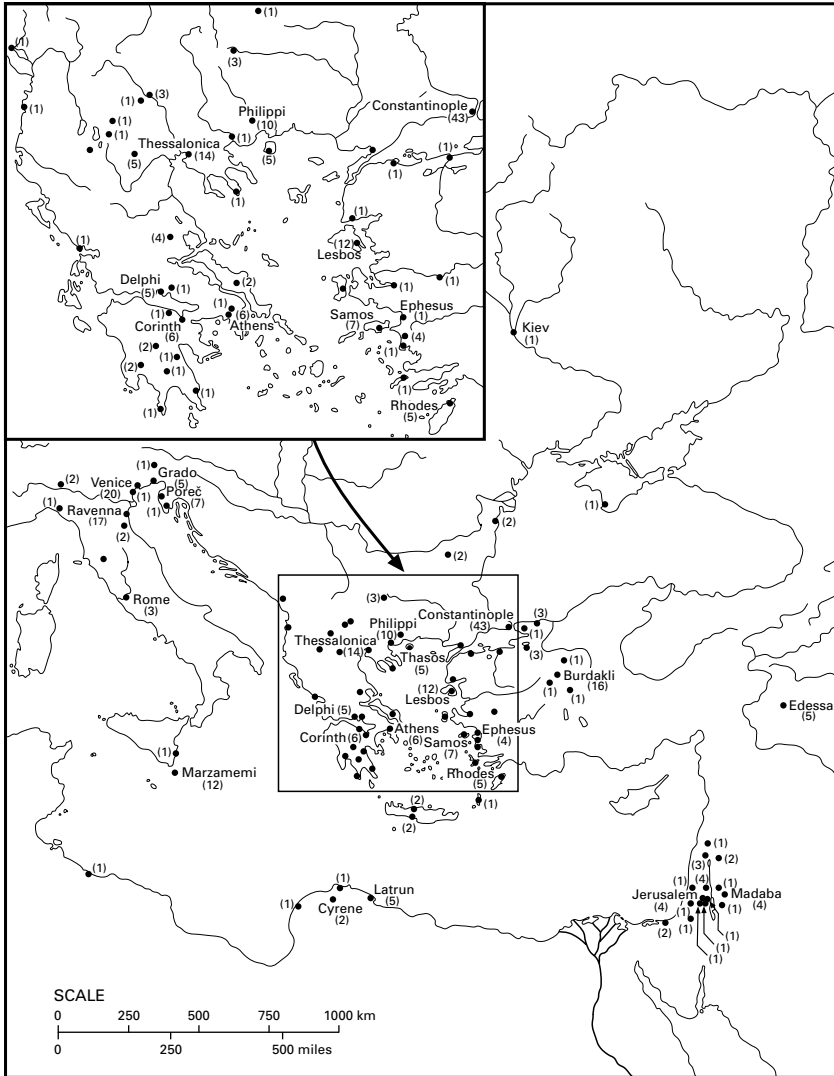 (1)
(1)
(3)
(1)
(3)
(1)
Constantinople
(43)
Philippi
(10)
(1)
(1)
Thessalonica
(14)
(1)
(5)
(5)
(1)
(1)
(1)
(1)
(12)
Lesbos
(1)
(4)
(2)
(1)
(1)
Delphi
(5)
(1)
Samos
(7)
Ephesus
(1)
(1)
(1)
(6)
Athens
Corinth
(6)
(4)
(1)
(2)
(1)
(2)
(1)
(1)
(1)
(1)
Rhodes
(5)
Kiev
(1)
(1)
Grado
(5)
(2)
Venice
(20)
(1)
Poreč
(7)
(1)
Ravenna
(17)
(1)
(2)
(1)
(2)
(2)
Rome
(3)
(3)
Constantinople
(43)
(3)
(1)
Philippi
(10)
Thessalonica
(14)
(3)
Thasos
(5)
(1)
Burdakli
(16)
(1)
(1)
(12)
Lesbos
Edessa
(5)
Delphi (5)
Athens
(6)
Corinth (6)
Ephesus
(4)
Samos
(7)
Rhodes
(5)
(1)
Marzamemi
(12)
(2)
(2)
(1)
(1)
(3)
(2)
(1)
(1)
(4)
(1)
Jerusalem
(4)
Madaba
(4)
(1)
Latrun
(5)
(1)
Cyrene
(2)
(1)
(1)
(2)
(1)
(1)
(1)
(1)
SCALE
0 250 500 750 1000 km
0 250 500 miles